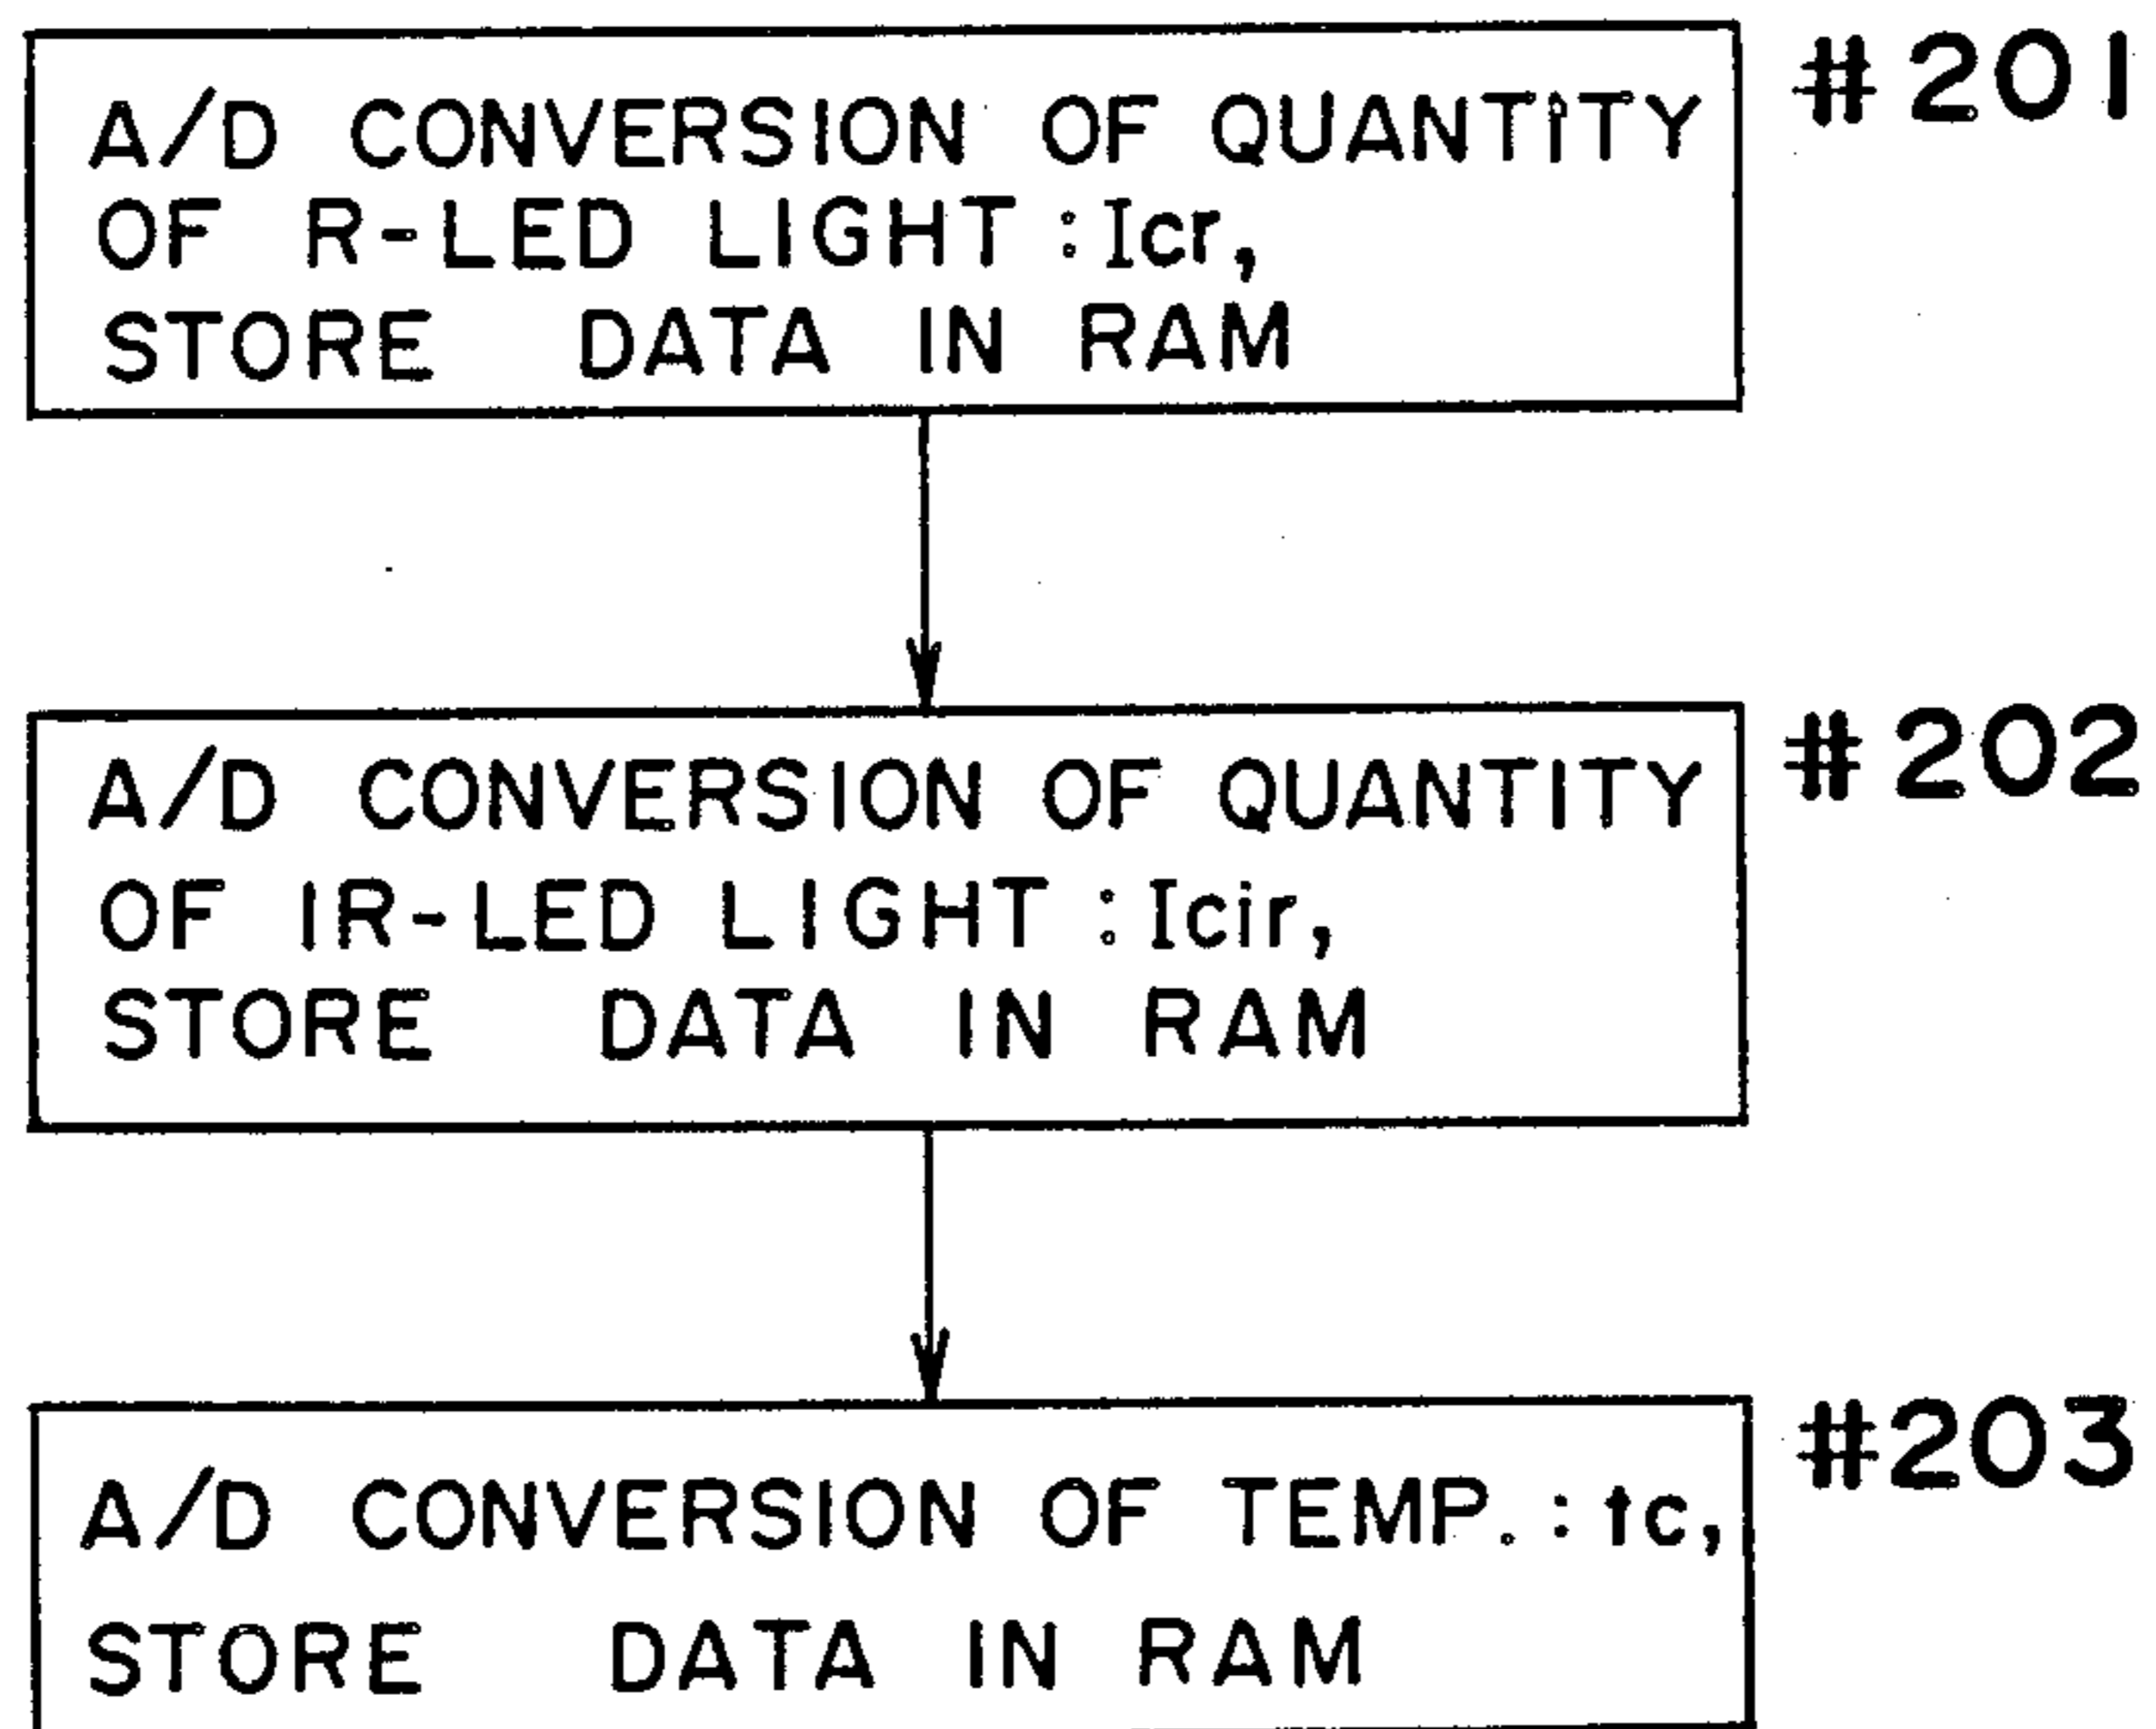 A/D CONVERSION OF QUANTITY
OF R-LED LIGHT :Icr,
STORE DATA IN RAM
#201
A/D CONVERSION OF QUANTITY
OF IR-LED LIGHT :Icir,
STORE DATA IN RAM
#202
A/D CONVERSION OF TEMP. : tc,
STORE DATA IN RAM
#203